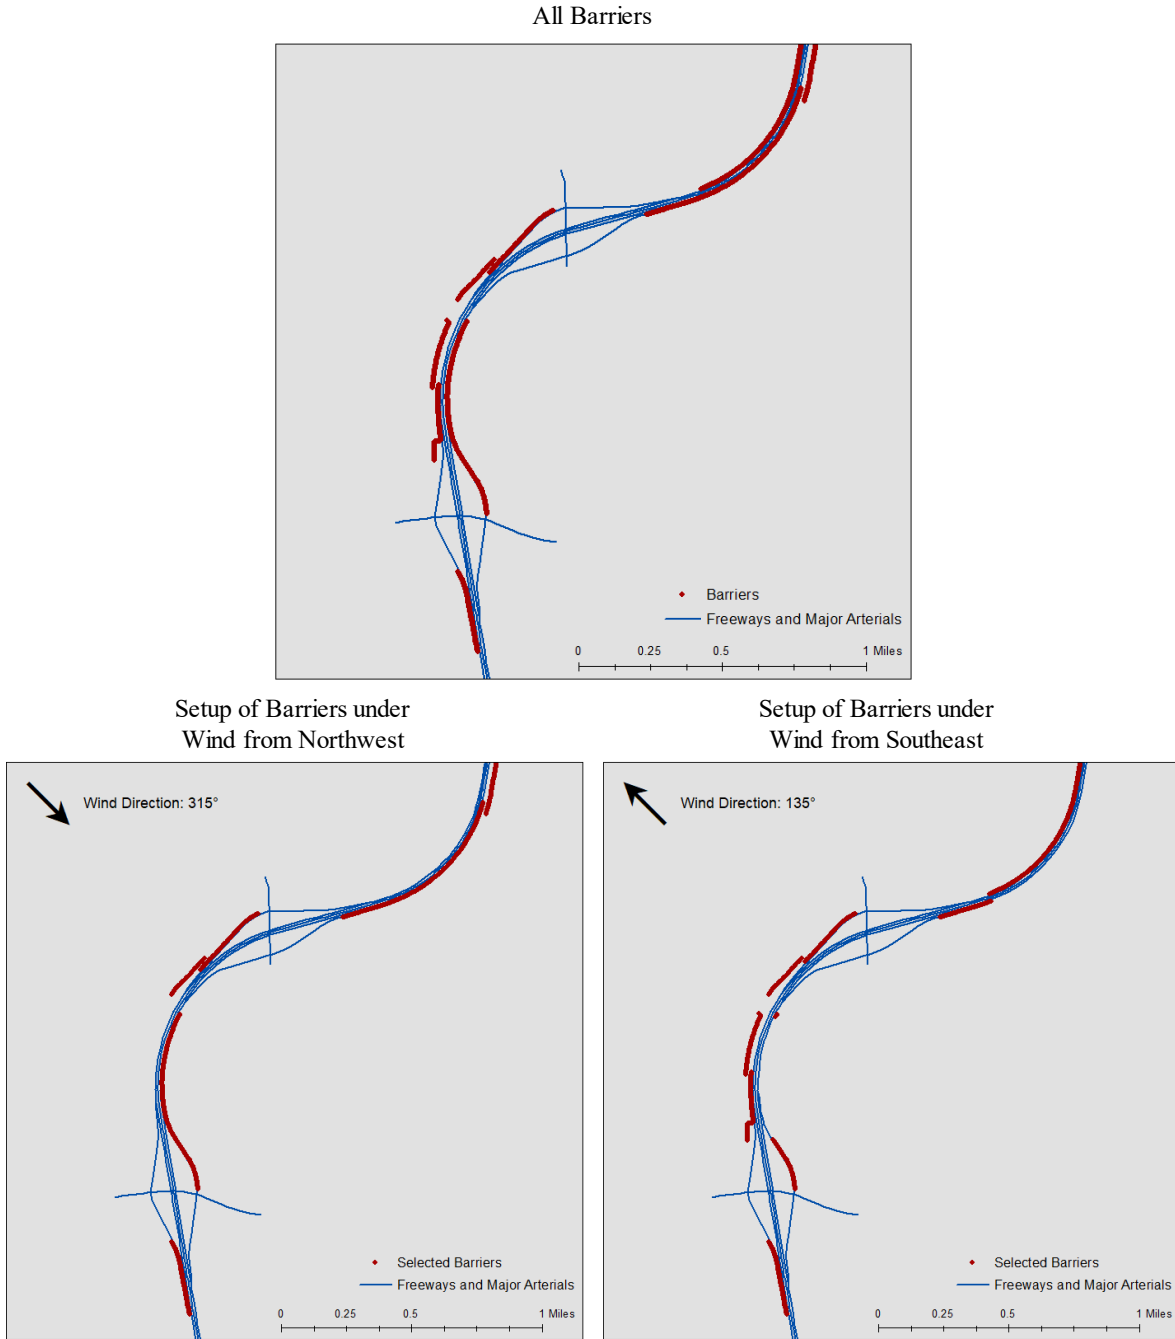 All Barriers
Barriers
Freeways and Major Arterials
0 0.25 0.5 1 Miles
Setup of Barriers under
Wind from Northwest
Wind Direction: 315°
Selected Barriers
Freeways and Major Arterials
0 0.25 0.5 1 Miles
Setup of Barriers under
Wind from Southeast
Wind Direction: 135°
Selected Barriers
Freeways and Major Arterials
0 0.25 0.5 1 Miles